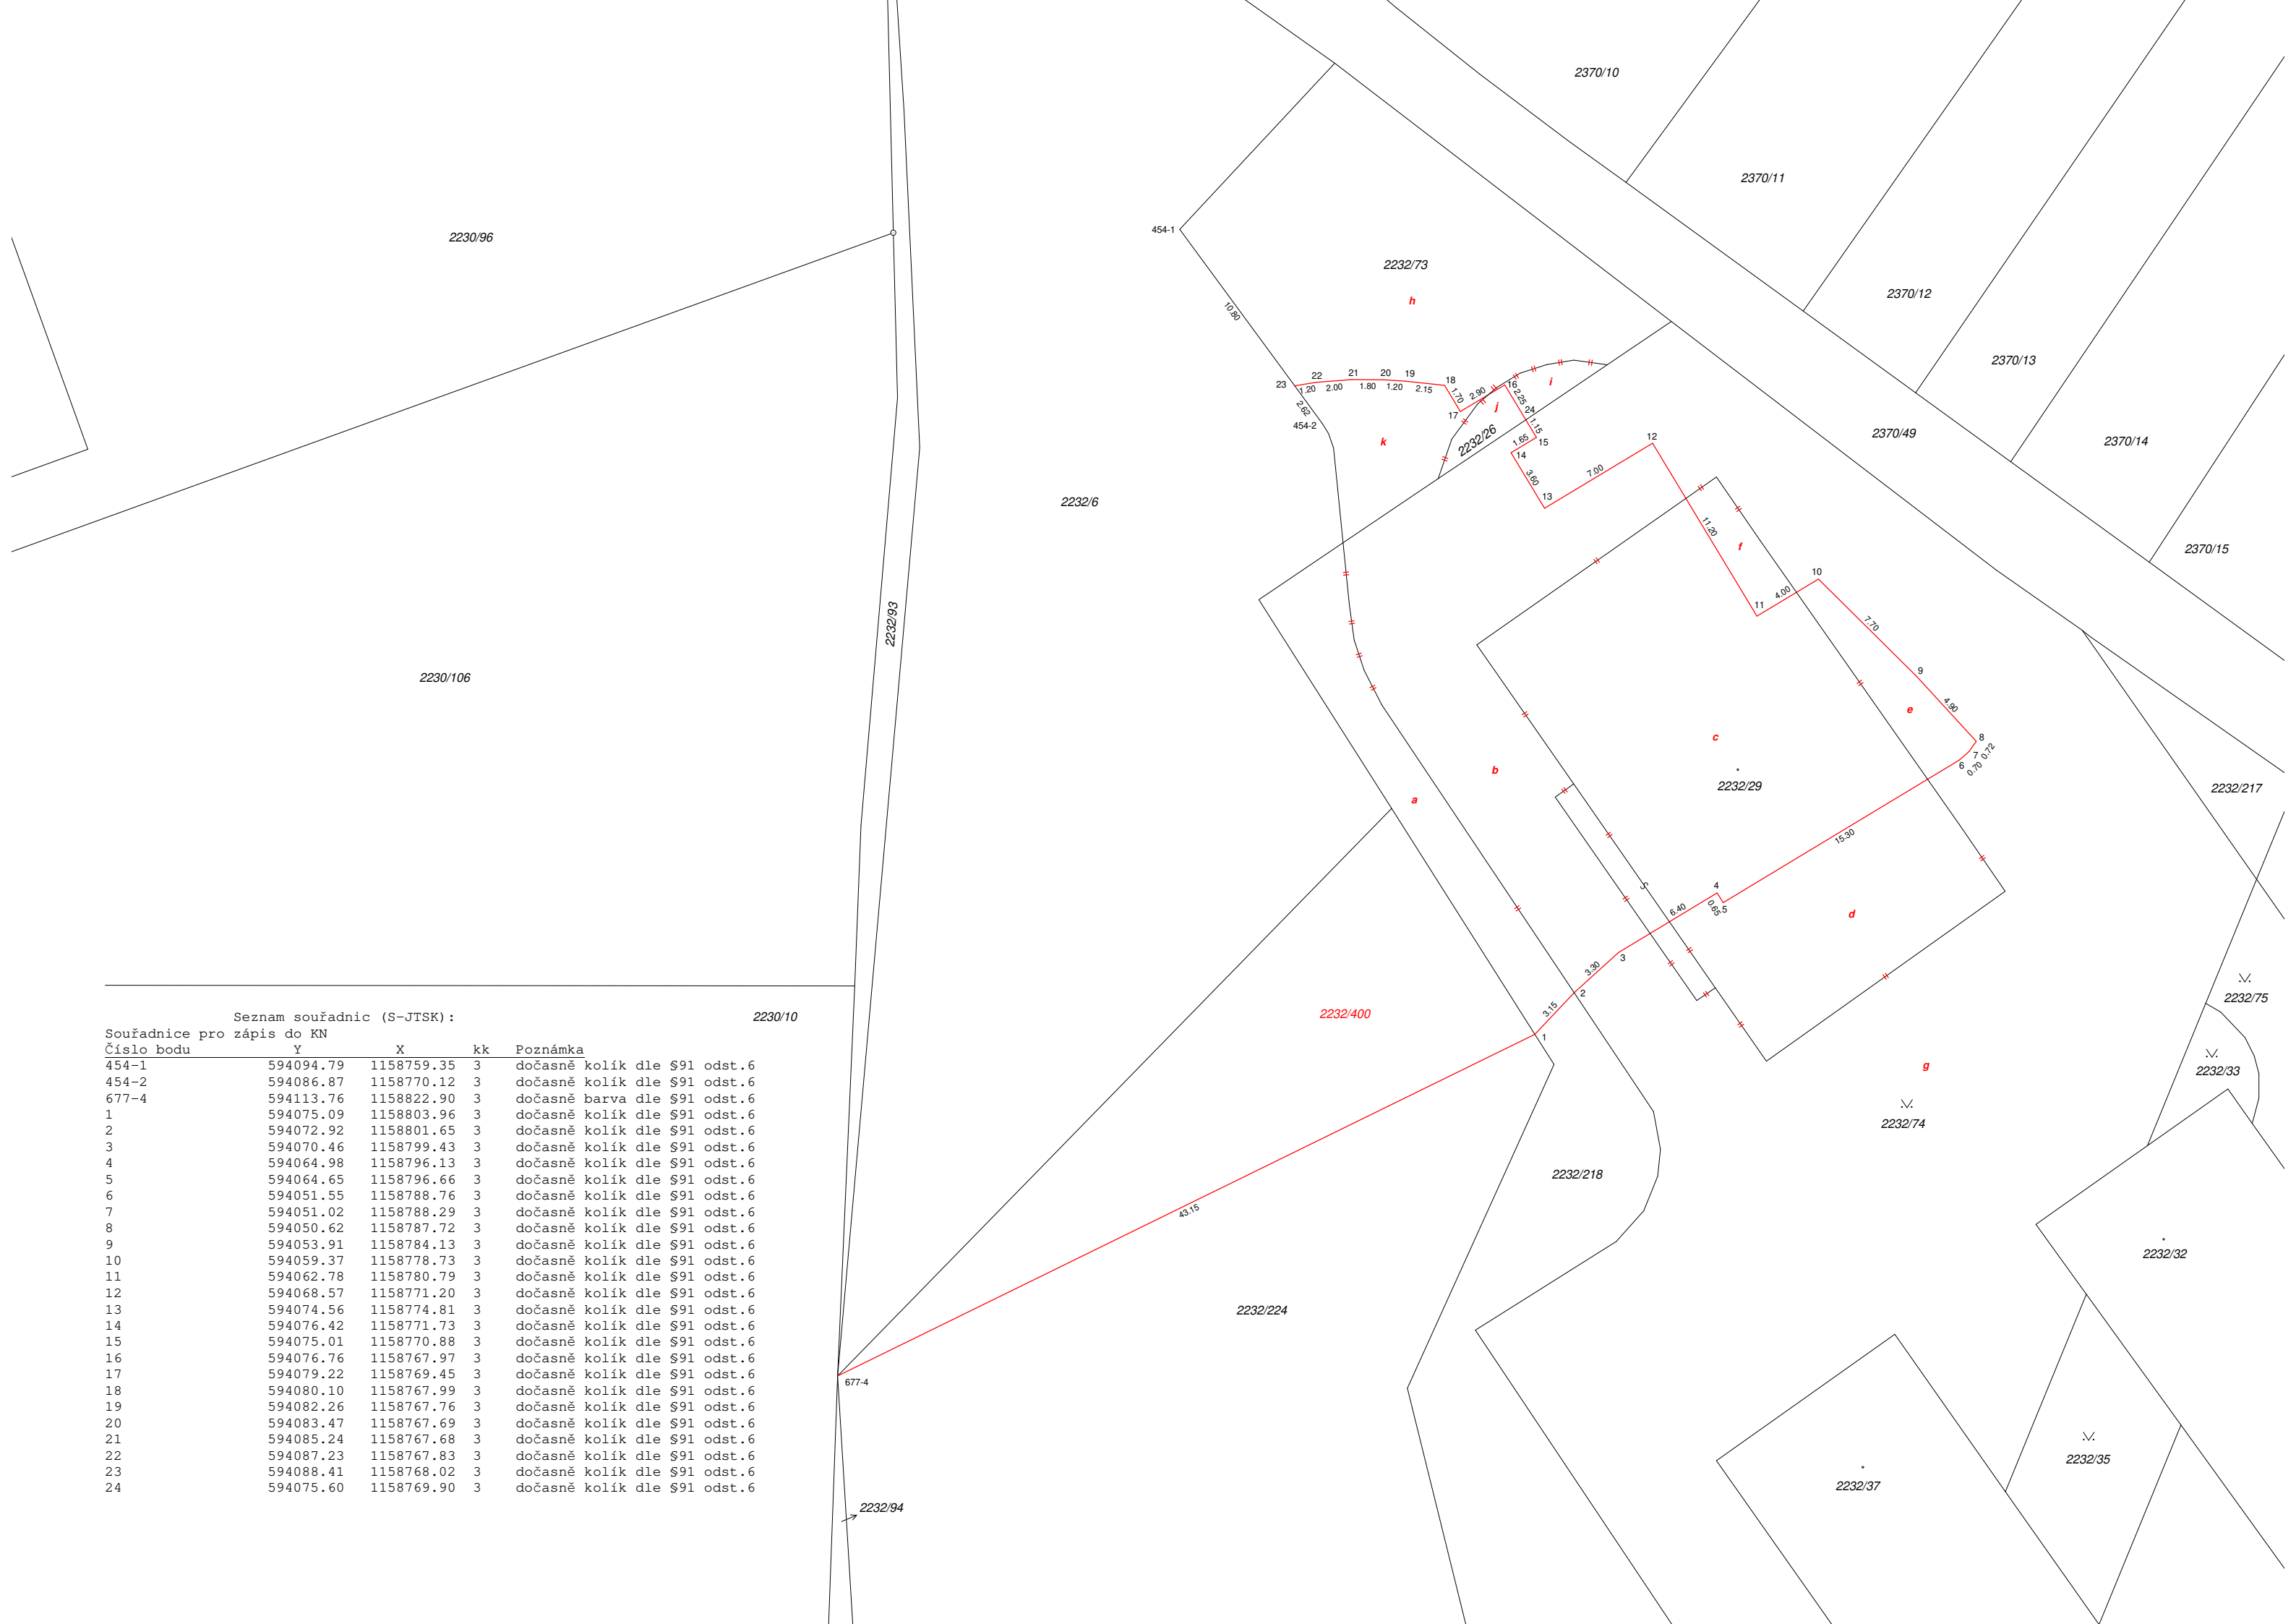 2370/10
2370/11
2230/96
454-1
2232/73
2370/12
h
10.80
2370/13
22
21
20
19
18
16
i
23
1.20
2.00
1.80
1.20
2.15
1.70
2.90
2.25
2.62
17
j
24
454-2
1.15
2370/49
2370/14
k
2232/26
1.65
15
12
14
3.60
7.00
2232/6
13
11.20
f
2370/15
10
11
4.00
2232/93
7.70
2230/106
9
4.90
e
c
8
7
0.72
6
0.70
b
2232/29
2232/217
a
15.30
4
6.40
0.65
5
d
3
3.30
2
2232/75
3.15
2232/400
1
2230/10
2232/33
g
2232/74
2232/218
43.15
2232/32
2232/224
677-4
2232/35
2232/37
2232/94
Seznam souřadnic (S-JTSK):
Souřadnice pro zápis do KN
Číslo bodu Y X kk Poznámka
454-1 594094.79 1158759.35 3 dočasně kolík dle §91 odst.6
454-2 594086.87 1158770.12 3 dočasně kolík dle §91 odst.6
677-4 594113.76 1158822.90 3 dočasně barva dle §91 odst.6
1 594075.09 1158803.96 3 dočasně kolík dle §91 odst.6
2 594072.92 1158801.65 3 dočasně kolík dle §91 odst.6
3 594070.46 1158799.43 3 dočasně kolík dle §91 odst.6
4 594064.98 1158796.13 3 dočasně kolík dle §91 odst.6
5 594064.65 1158796.66 3 dočasně kolík dle §91 odst.6
6 594051.55 1158788.76 3 dočasně kolík dle §91 odst.6
7 594051.02 1158788.29 3 dočasně kolík dle §91 odst.6
8 594050.62 1158787.72 3 dočasně kolík dle §91 odst.6
9 594053.91 1158784.13 3 dočasně kolík dle §91 odst.6
10 594059.37 1158778.73 3 dočasně kolík dle §91 odst.6
11 594062.78 1158780.79 3 dočasně kolík dle §91 odst.6
12 594068.57 1158771.20 3 dočasně kolík dle §91 odst.6
13 594074.56 1158774.81 3 dočasně kolík dle §91 odst.6
14 594076.42 1158771.73 3 dočasně kolík dle §91 odst.6
15 594075.01 1158770.88 3 dočasně kolík dle §91 odst.6
16 594076.76 1158767.97 3 dočasně kolík dle §91 odst.6
17 594079.22 1158769.45 3 dočasně kolík dle §91 odst.6
18 594080.10 1158767.99 3 dočasně kolík dle §91 odst.6
19 594082.26 1158767.76 3 dočasně kolík dle §91 odst.6
20 594083.47 1158767.69 3 dočasně kolík dle §91 odst.6
21 594085.24 1158767.68 3 dočasně kolík dle §91 odst.6
22 594087.23 1158767.83 3 dočasně kolík dle §91 odst.6
23 594088.41 1158768.02 3 dočasně kolík dle §91 odst.6
24 594075.60 1158769.90 3 dočasně kolík dle §91 odst.6